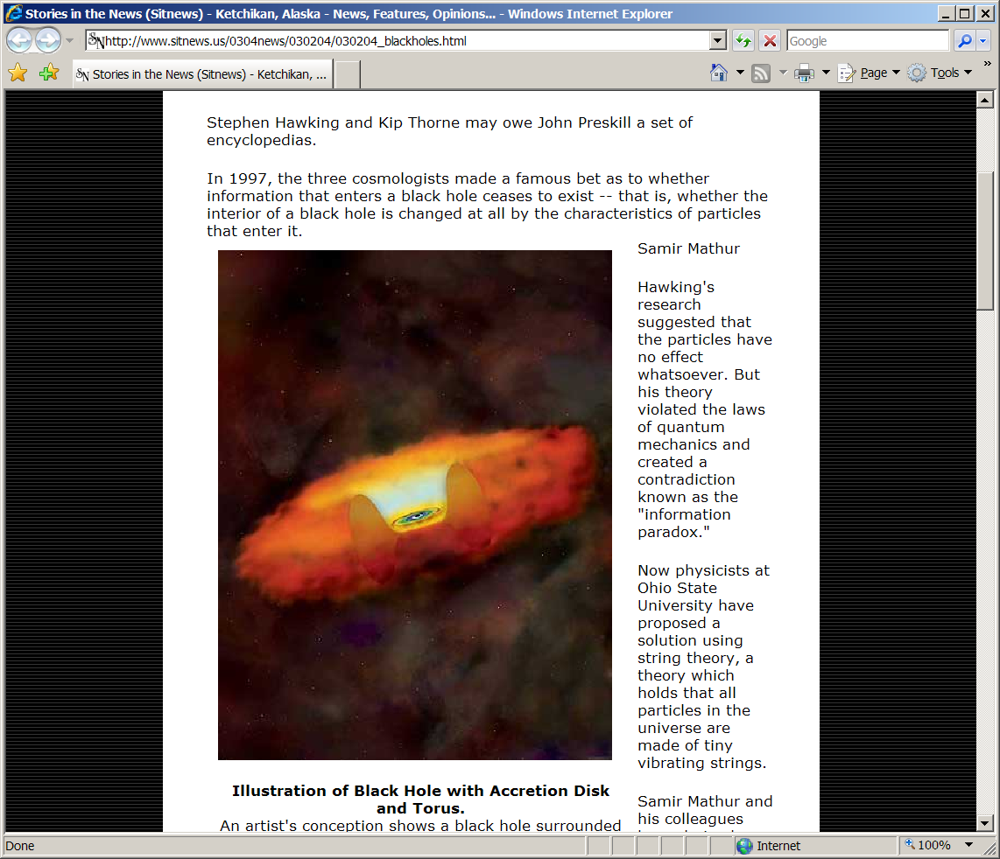 Stories in the News (Sitnews) - Ketchikan, Alaska - News, Features, Opinions... - Windows Internet Explorer
http://www.sitnews.us/0304news/030204/030204_blackholes.html
Google
Stories in the News (Sitnews) - Ketchikan, ...
Page
Tools
Stephen Hawking and Kip Thorne may owe John Preskill a set of
encyclopedias.
In 1997, the three cosmologists made a famous bet as to whether
information that enters a black hole ceases to exist -- that is, whether the
interior of a black hole is changed at all by the characteristics of particles
that enter it.
Samir Mathur
Hawking's
research
suggested that
the particles have
no effect
whatsoever. But
his theory
violated the laws
of quantum
mechanics and
created a
contradiction
known as the
"information
paradox."
Now physicists at
Ohio State
University have
proposed a
solution using
string theory, a
theory which
holds that all
particles in the
universe are
made of tiny
vibrating strings.
Samir Mathur and
his colleagues
Illustration of Black Hole with Accretion Disk
and Torus.
An artist's conception shows a black hole surrounded
Done
Internet
100%